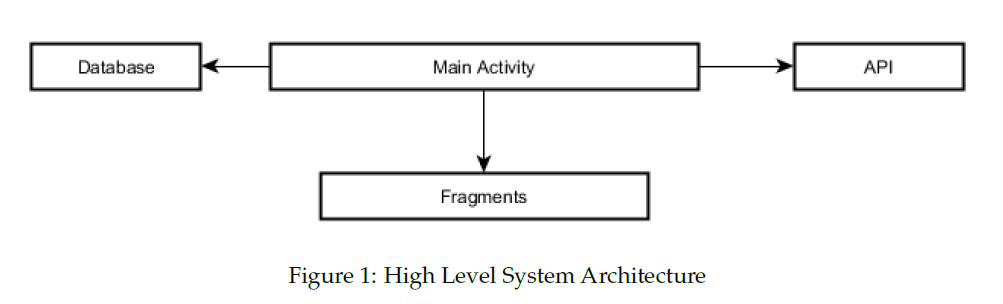 Database
Main Activity
API
Fragments
Figure 1: High Level System Architecture